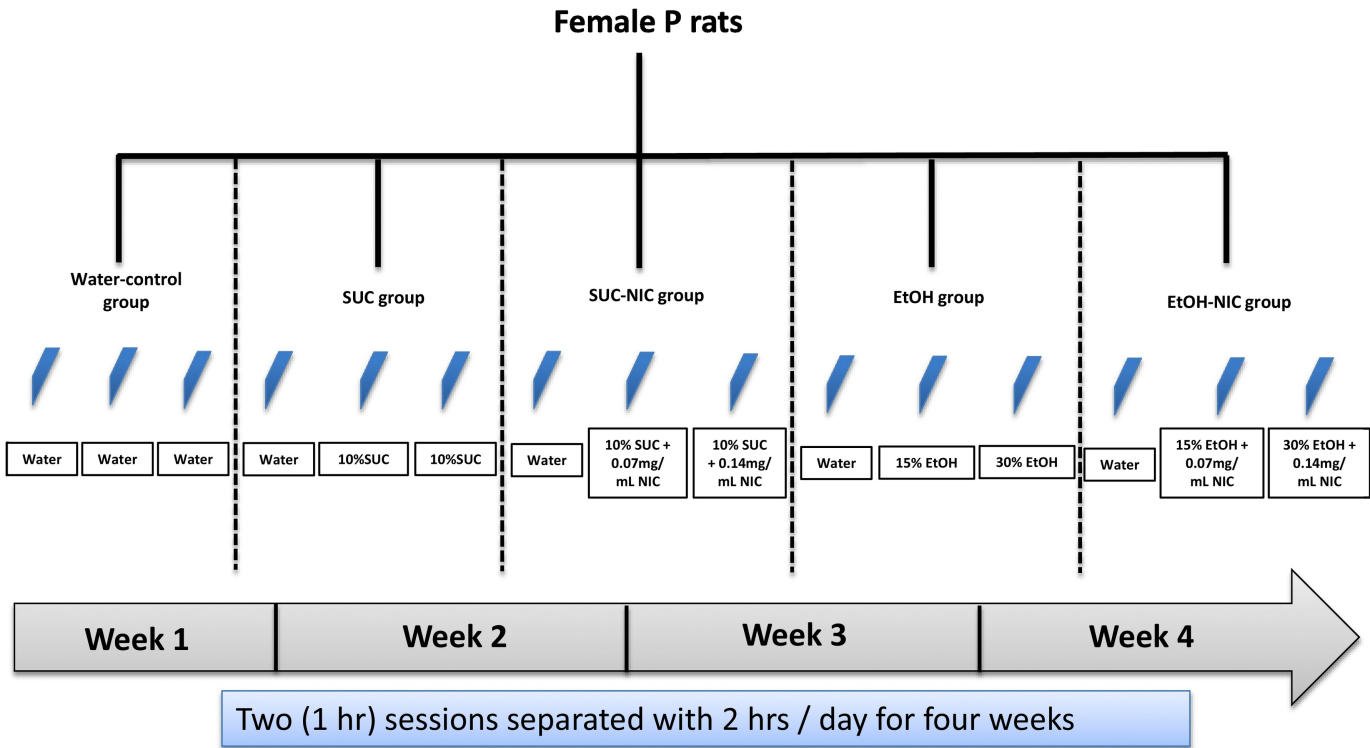 Female P rats
Water-control
group
SUC group
SUC-NIC group
EtOH group
EtOH-NIC group
Water
Water
Water
Water
10%SUC
10%SUC
Water
10% SUC +
0.07mg/
mL NIC
10% SUC
+ 0.14mg/
mL NIC
Water
15% EtOH
30% EtOH
Water
15% EtOH +
0.07mg/
mL NIC
30% EtOH +
0.14mg/
mL NIC
Week 1
Week 2
Week 3
Week 4
Two (1 hr) sessions separated with 2 hrs / day for four weeks